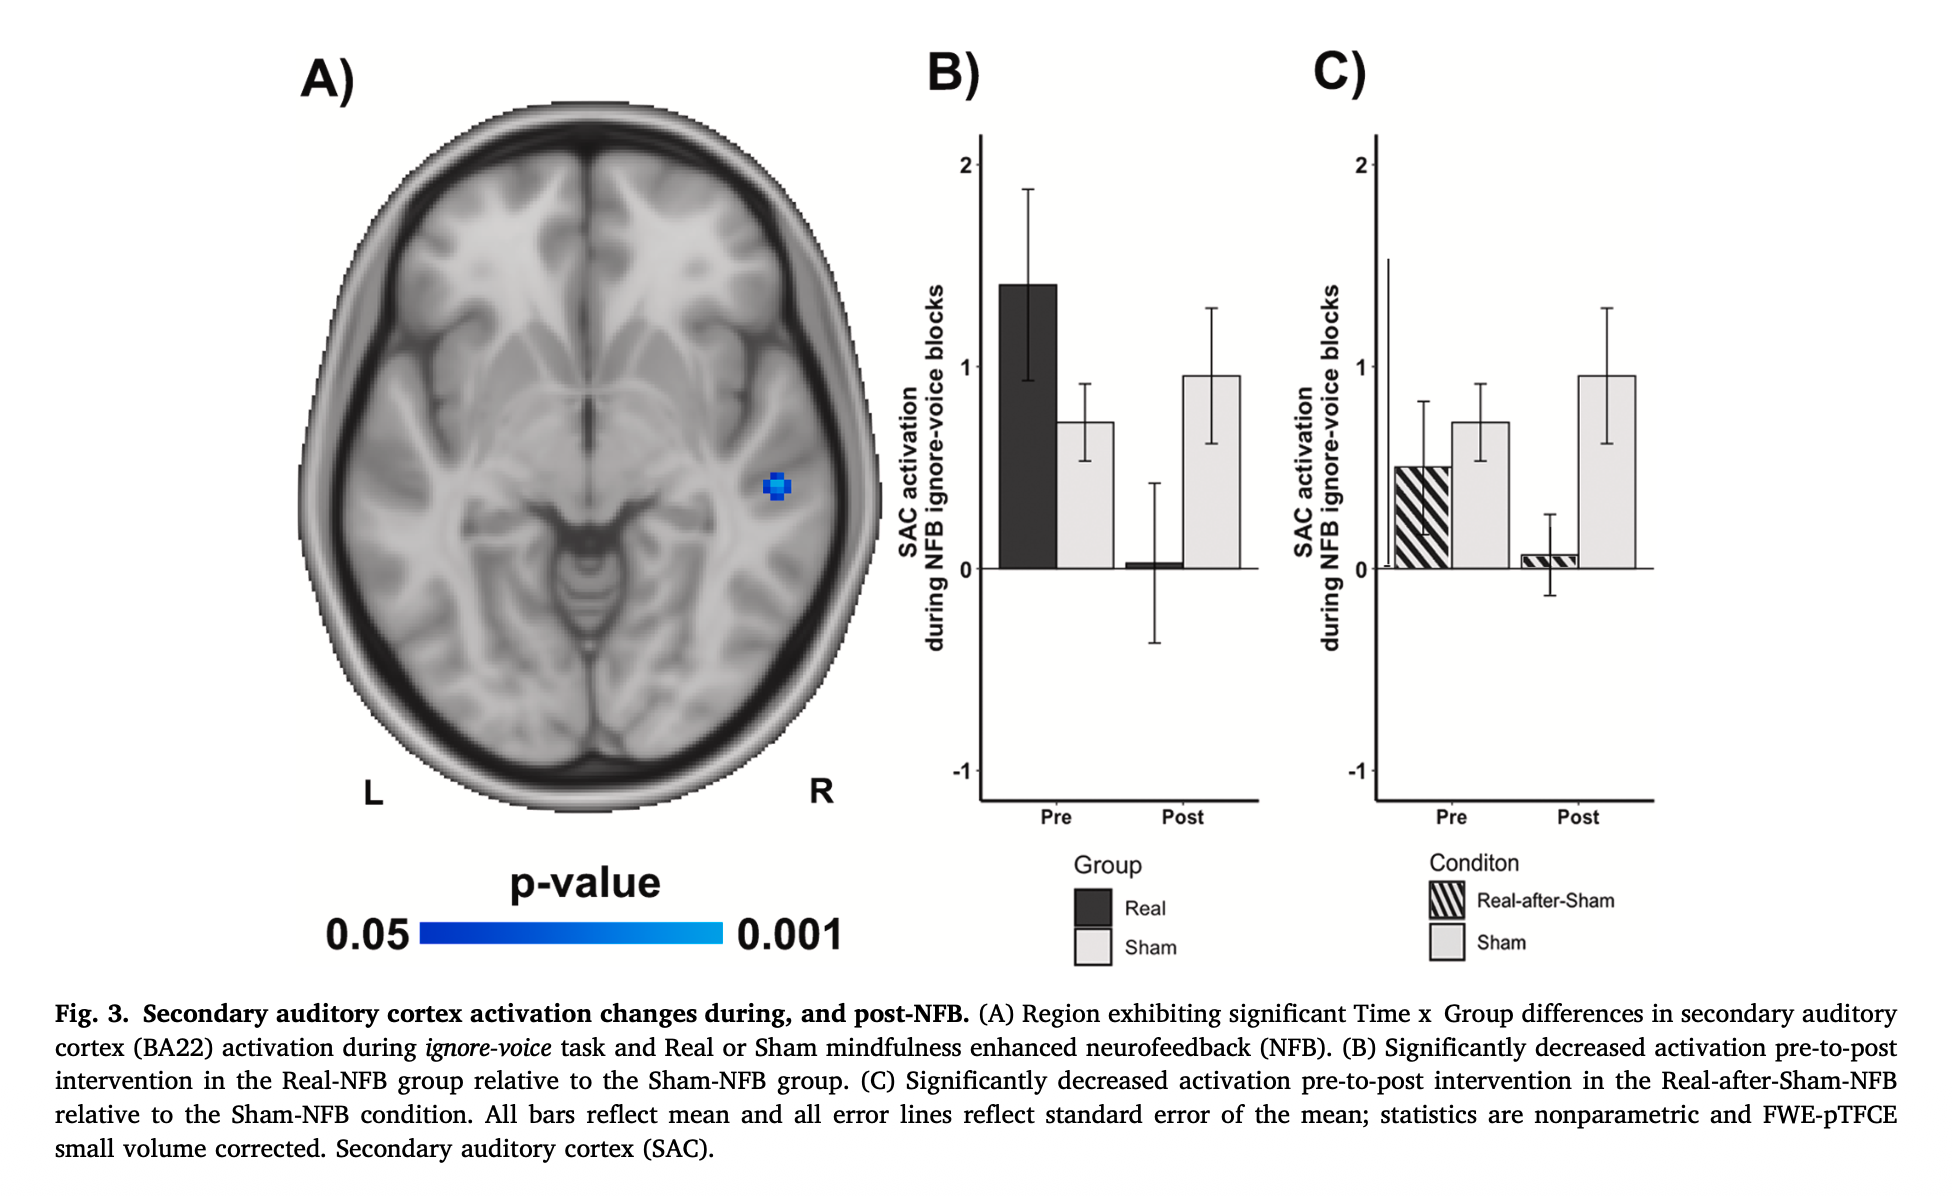 A)
L
R
p-value
0.05
0.001
B)
SAC activation
during NFB ignore-voice blocks
2
1
0
-1
Pre
Post
Group
Real
Sham
C)
SAC activation
during NFB ignore-voice blocks
2
1
0
-1
Pre
Post
Conditon
Real-after-Sham
Sham
Fig. 3. Secondary auditory cortex activation changes during, and post-NFB. (A) Region exhibiting significant Time x Group differences in secondary auditory
cortex (BA22) activation during ignore-voice task and Real or Sham mindfulness enhanced neurofeedback (NFB). (B) Significantly decreased activation pre-to-post
intervention in the Real-NFB group relative to the Sham-NFB group. (C) Significantly decreased activation pre-to-post intervention in the Real-after-Sham-NFB
relative to the Sham-NFB condition. All bars reflect mean and all error lines reflect standard error of the mean; statistics are nonparametric and FWE-pTFCE
small volume corrected. Secondary auditory cortex (SAC).